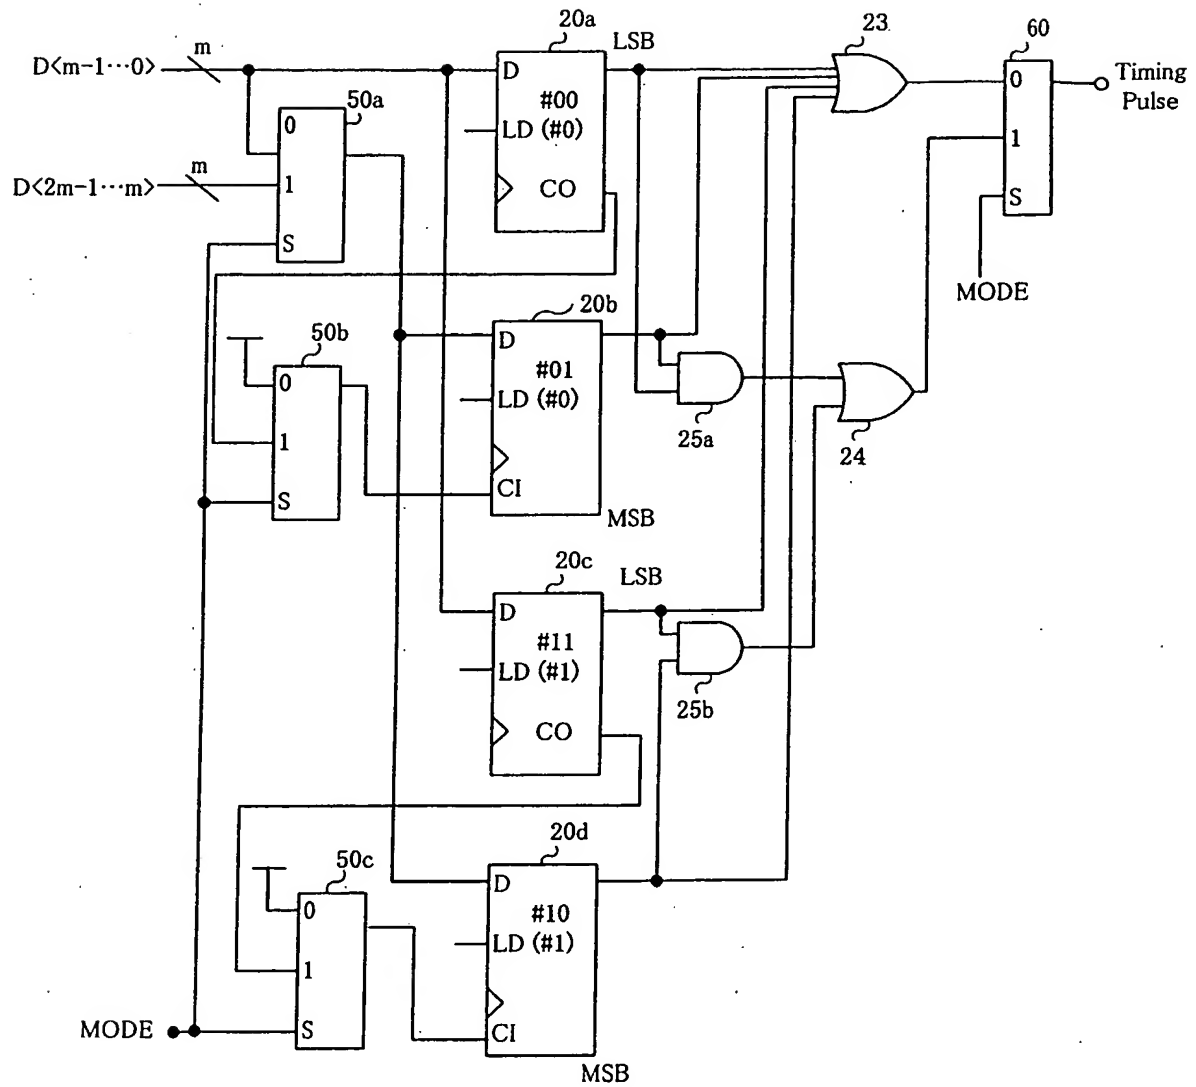 20a
23
60
LSB
D<m-1···0>
m
D
#00
LD (#0)
CO
0
1
S
Timing
Pulse
50a
0
1
S
D<2m-1···m>
m
MODE
20b
50b
0
1
S
D
#01
LD (#0)
CI
MSB
25a
24
20c
LSB
D
#11
LD (#1)
CO
25b
20d
50c
0
1
S
D
#10
LD (#1)
CI
MSB
MODE